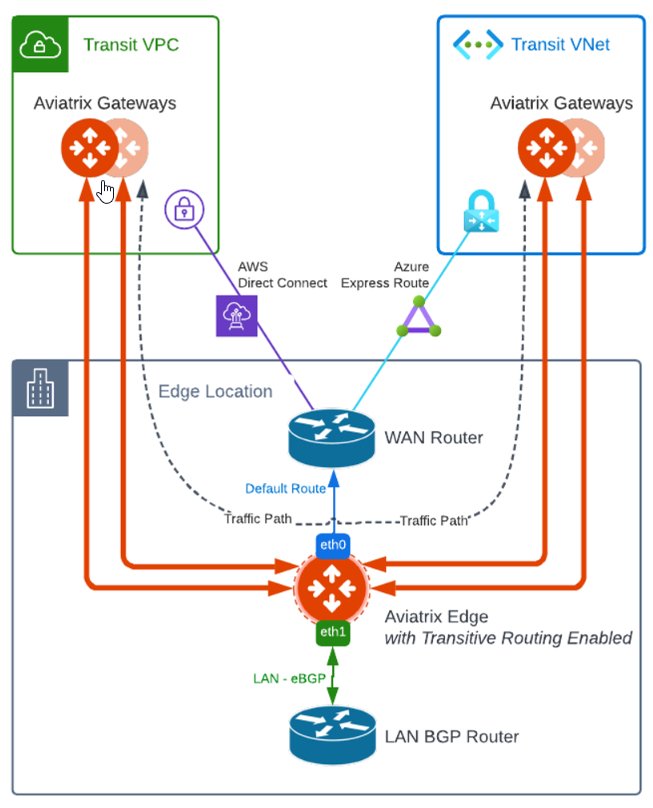 Transit VPC
Transit VNet
Aviatrix Gateways
Aviatrix Gateways
AWS
Direct Connect
Azure
Express Route
Edge Location
WAN Router
Default Route
Traffic Path
Traffic Path
eth0
Aviatrix Edge
with Transitive Routing Enabled
eth1
LAN - eBGP
LAN BGP Router